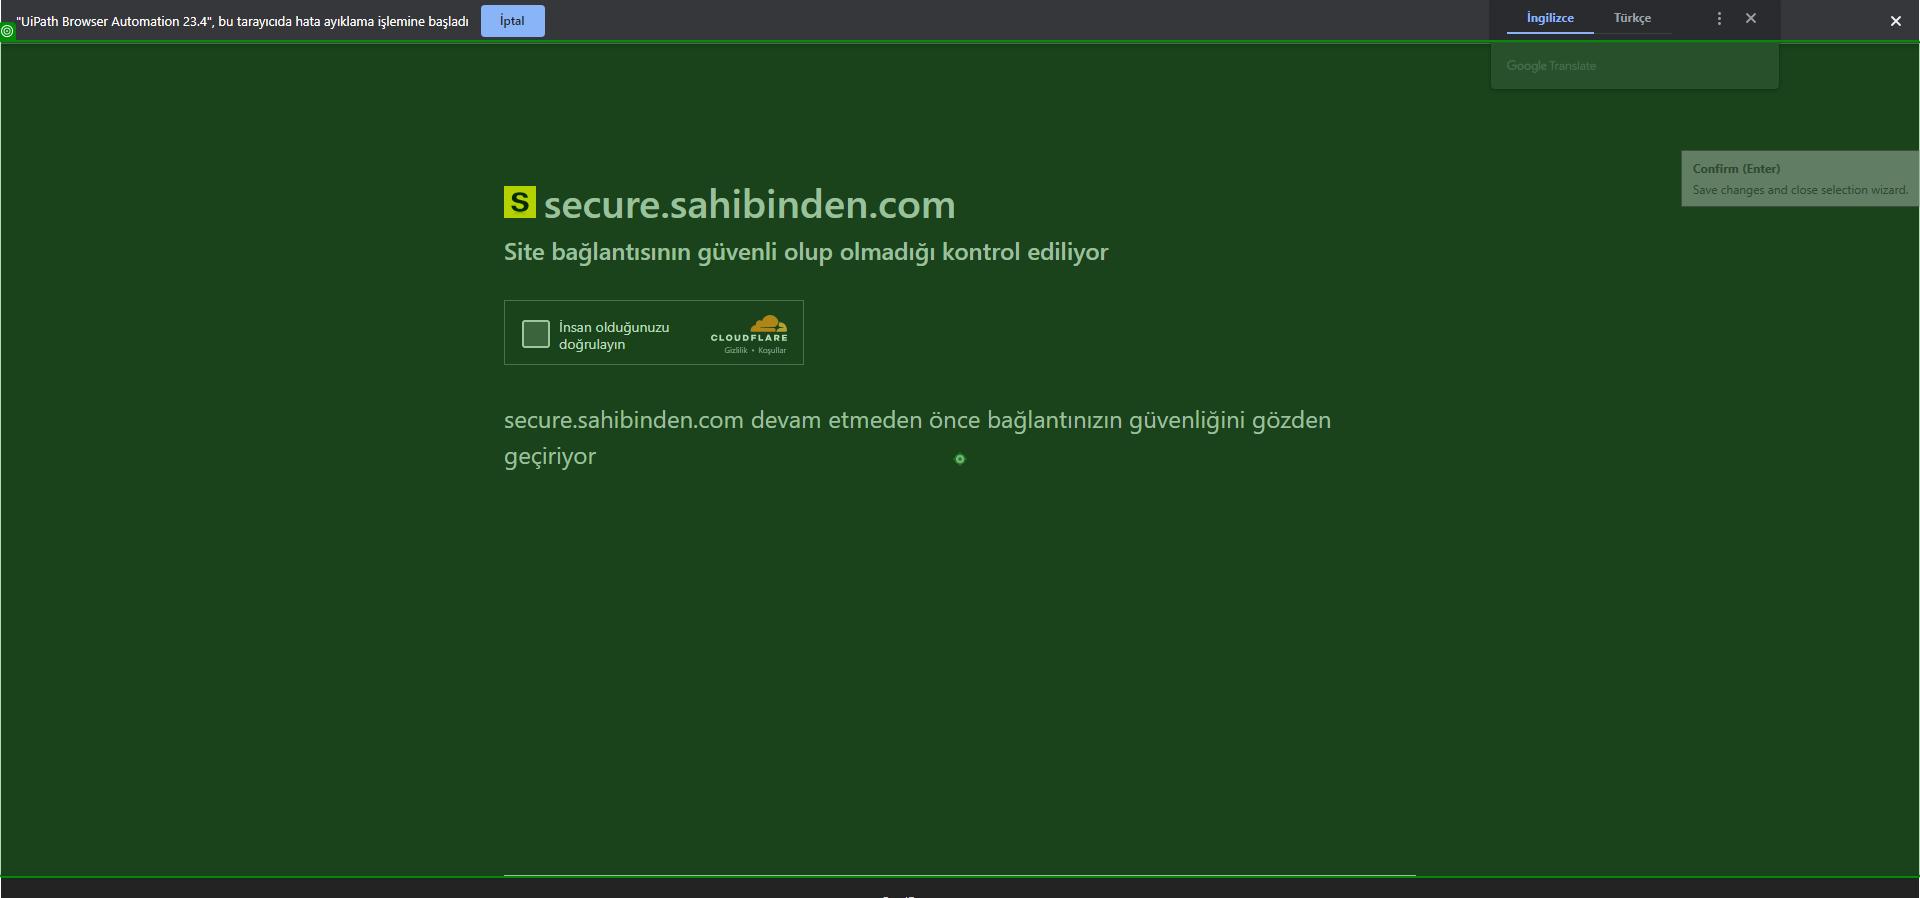 "UiPath Browser Automation 23.4", bu tarayıcıda hata ayıklama işlemine başladı
İptal
İngilizce
Türkçe
Google Translate
Confirm (Enter)
Save changes and close selection wizard.
S secure.sahibinden.com
Site bağlantısının güvenli olup olmadığı kontrol ediliyor
İnsan olduğunuzu
doğrulayın
CLOUDFLARE
Gizlilik • Koşullar
secure.sahibinden.com devam etmeden önce bağlantınızın güvenliğini gözden
geçiriyor